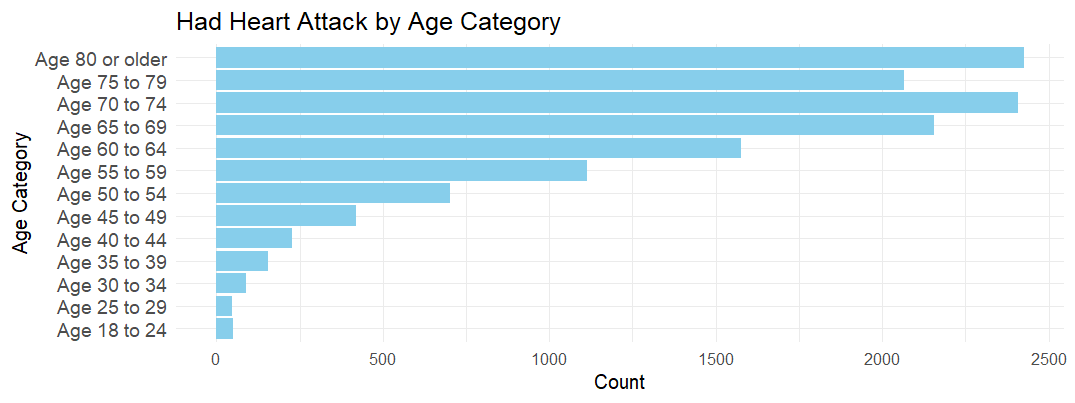 Had Heart Attack by Age Category
Age Category
Age 80 or older
Age 75 to 79
Age 70 to 74
Age 65 to 69
Age 60 to 64
Age 55 to 59
Age 50 to 54
Age 45 to 49
Age 40 to 44
Age 35 to 39
Age 30 to 34
Age 25 to 29
Age 18 to 24
0 500 1000 1500 2000 2500
Count